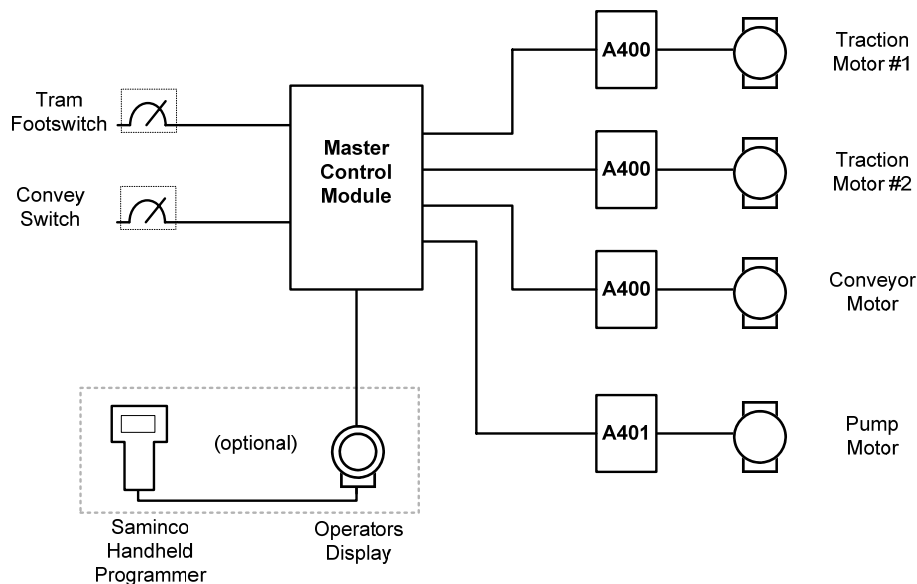 Tram
Footswitch
Convey
Switch
Master
Control
Module
A400
Traction
Motor #1
A400
Traction
Motor #2
A400
Conveyor
Motor
A401
Pump
Motor
(optional)
Saminco
Handheld
Programmer
Operators
Display